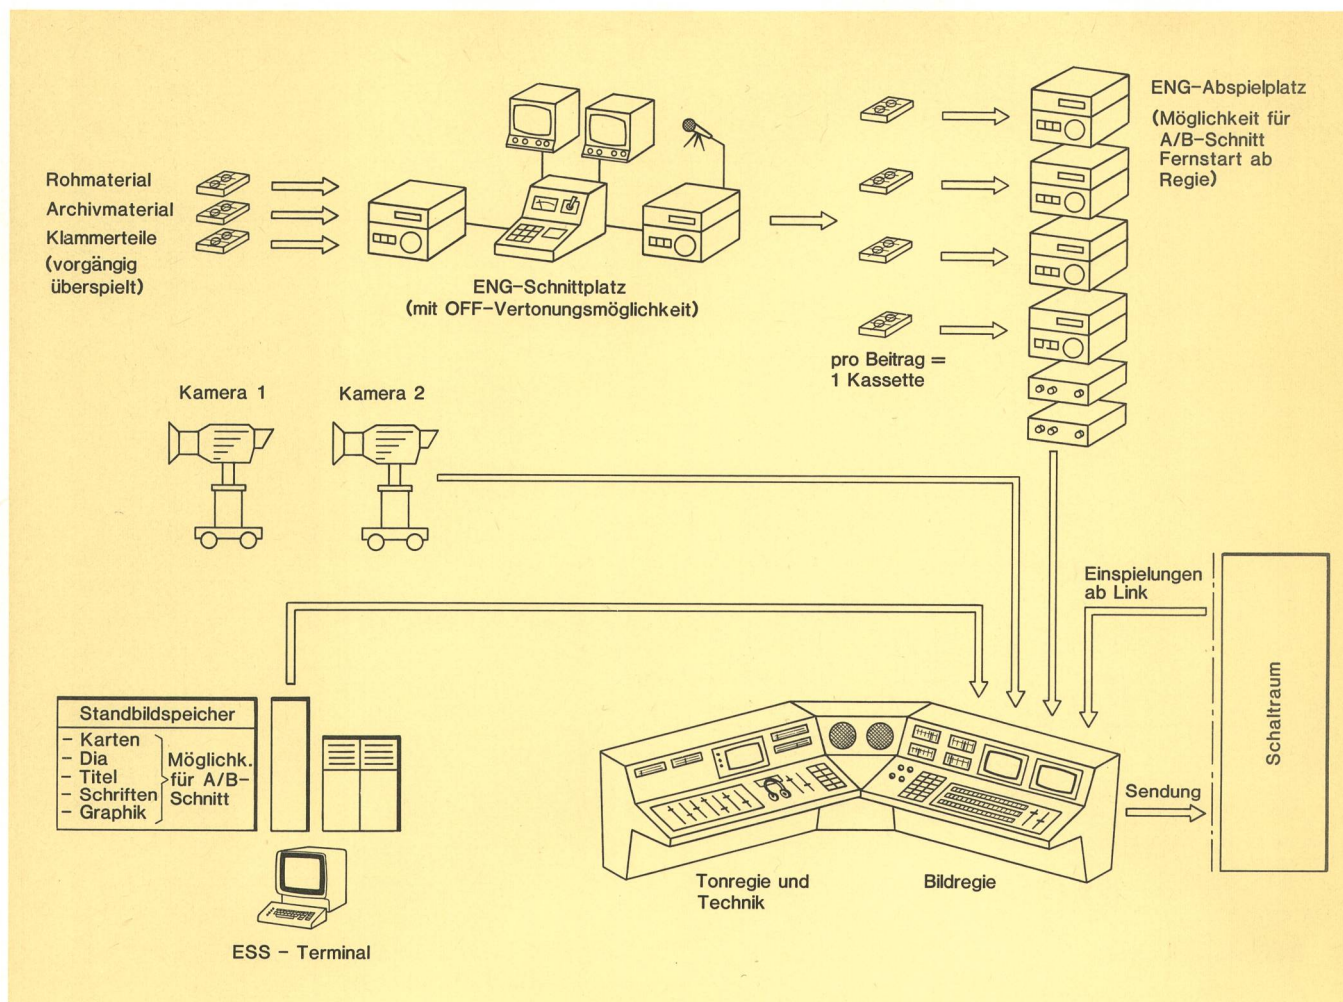 Rohmaterial
Archivmaterial
Klammerteile
(vorgängig
überspielt)
ENG-Schnittplatz
(mit OFF-Vertonungsmöglichkeit)
pro Beitrag =
1 Kassette
ENG-Abspielplatz
(Möglichkeit für
A/B-Schnitt
Fernstart ab
Regie)
Kamera 1
Kamera 2
Einspielungen
ab Link
Schaltraum
Standbildspeicher
- Karten
- Dia
- Titel
- Schriften
- Graphik
Möglichk.
für A/B-
Schnitt
ESS - Terminal
Tonregie und
Technik
Bildregie
Sendung